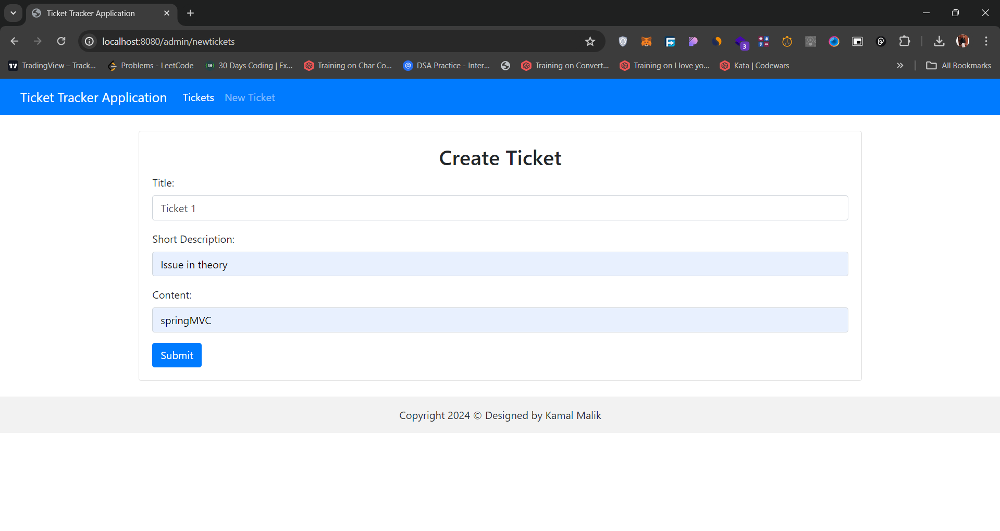 Ticket Tracker Application
localhost:8080/admin/newtickets
3
TradingView – Track... Problems - LeetCode 30 Days Coding | Ex... Training on Char Co... DSA Practice - Inter... Training on Convert... Training on I love yo... Kata | Codewars All Bookmarks
Ticket Tracker Application Tickets New Ticket
Create Ticket
Title:
Ticket 1
Short Description:
Issue in theory
Content:
springMVC
Submit
Copyright 2024 © Designed by Kamal Malik